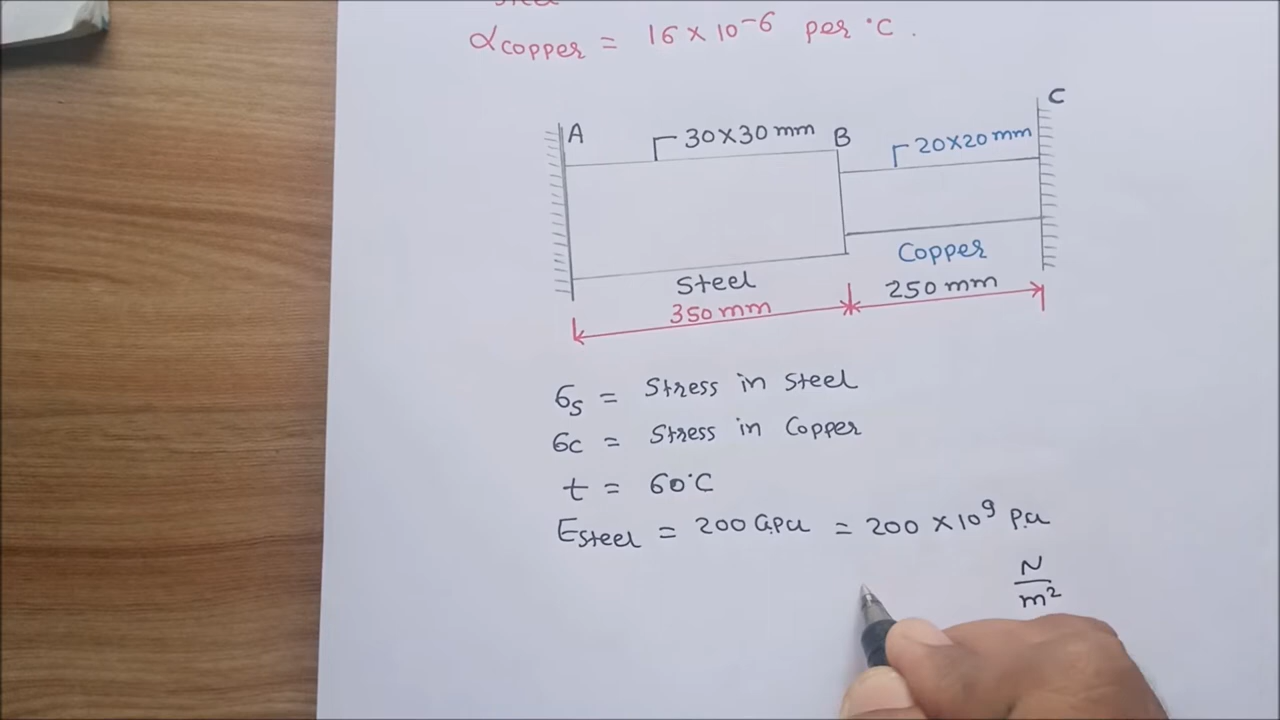 αcopper = 16 × 10⁻⁶ per °C.
A 30×30 mm B 20×20 mm C
Steel Copper
350 mm 250 mm
σs = Stress in steel
σc = Stress in Copper
t = 60°C
Esteel = 200 G.pa = 200 × 10⁹ p.a
N
m²